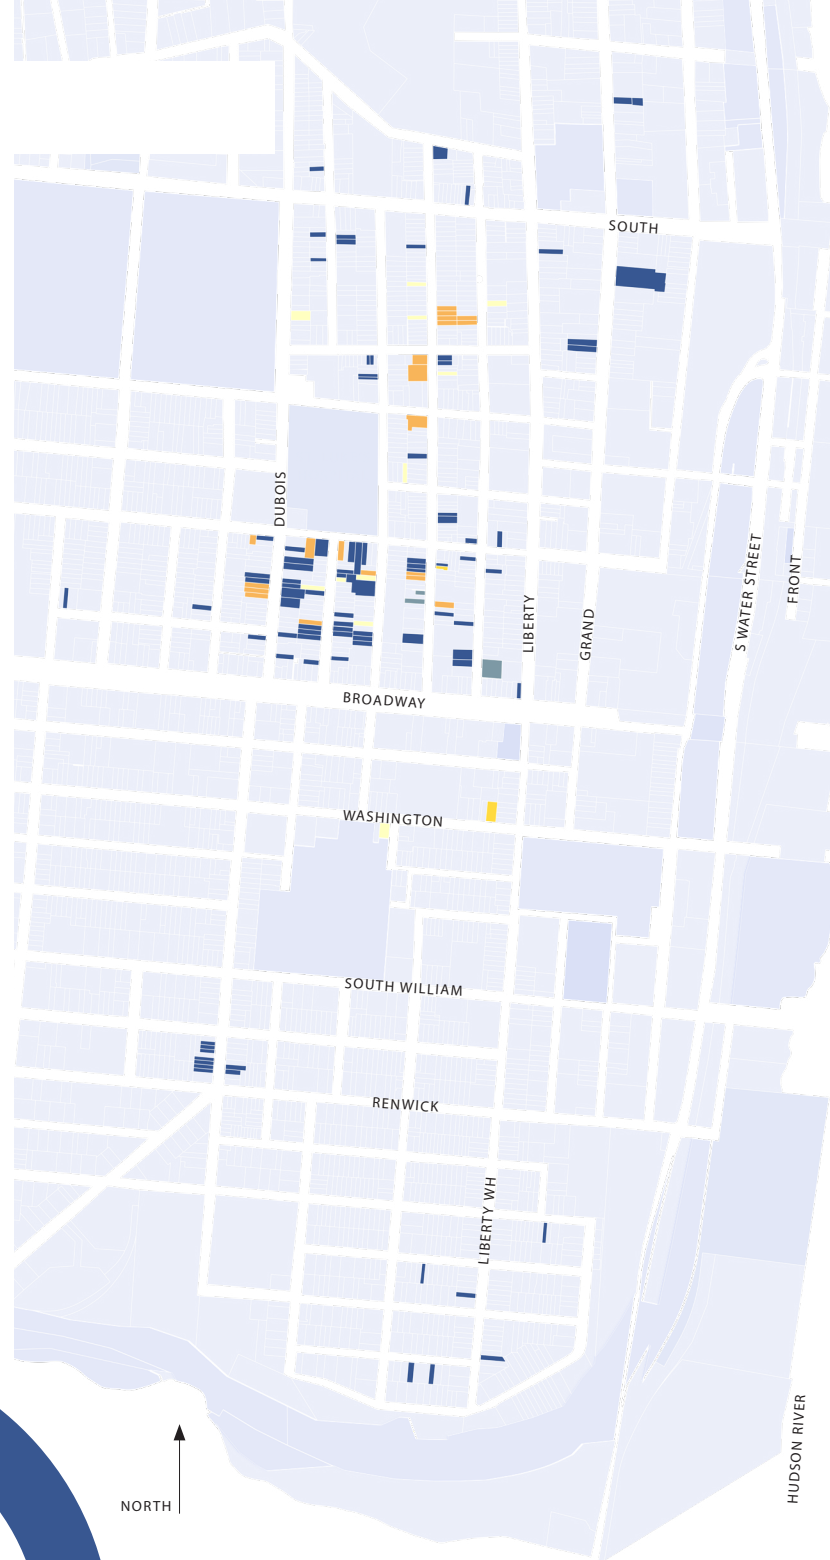 SOUTH
DUBOIS
S WATER STREET
FRONT
LIBERTY
GRAND
BROADWAY
WASHINGTON
SOUTH WILLIAM
RENWICK
LIBERTY WH
HUDSON RIVER
NORTH